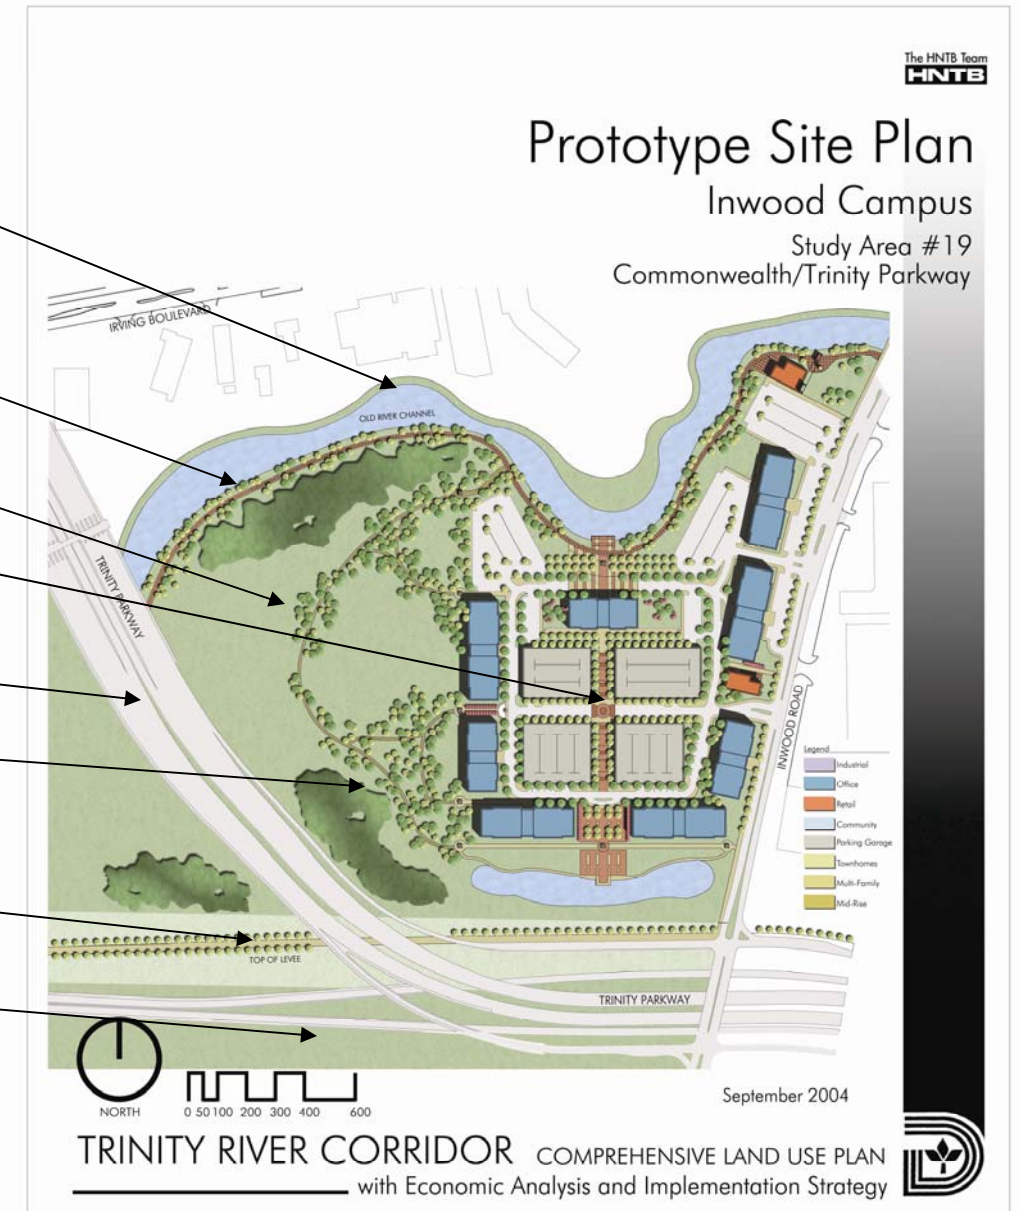 The HNTB Team
HNTB
Prototype Site Plan
Inwood Campus
Study Area #19
Commonwealth/Trinity Parkway
IRVING BOULEVARD
OLD RIVER CHANNEL
TRINITY PARKWAY
INWOOD ROAD
Legend
Industrial
Office
Retail
Community
Parking Garage
Townhomes
Multi-Family
Mid-Rise
TOP OF LEVEE
TRINITY PARKWAY
NORTH
0 50 100 200 300 400 600
September 2004
TRINITY RIVER CORRIDOR COMPREHENSIVE LAND USE PLAN
with Economic Analysis and Implementation Strategy